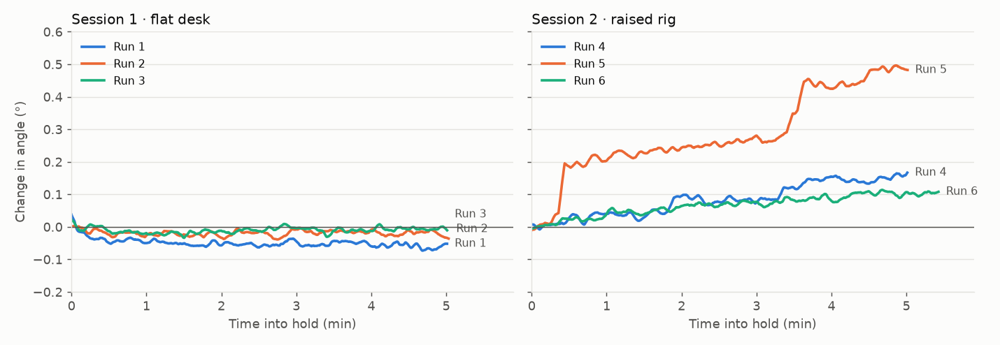 Session 1 · flat desk
Change in angle (°)
0.6
0.5
0.4
0.3
0.2
0.1
0.0
−0.1
−0.2
Run 1
Run 2
Run 3
Run 3
Run 2
Run 1
0 1 2 3 4 5
Time into hold (min)
Session 2 · raised rig
Run 4
Run 5
Run 6
Run 5
Run 4
Run 6
0 1 2 3 4 5
Time into hold (min)